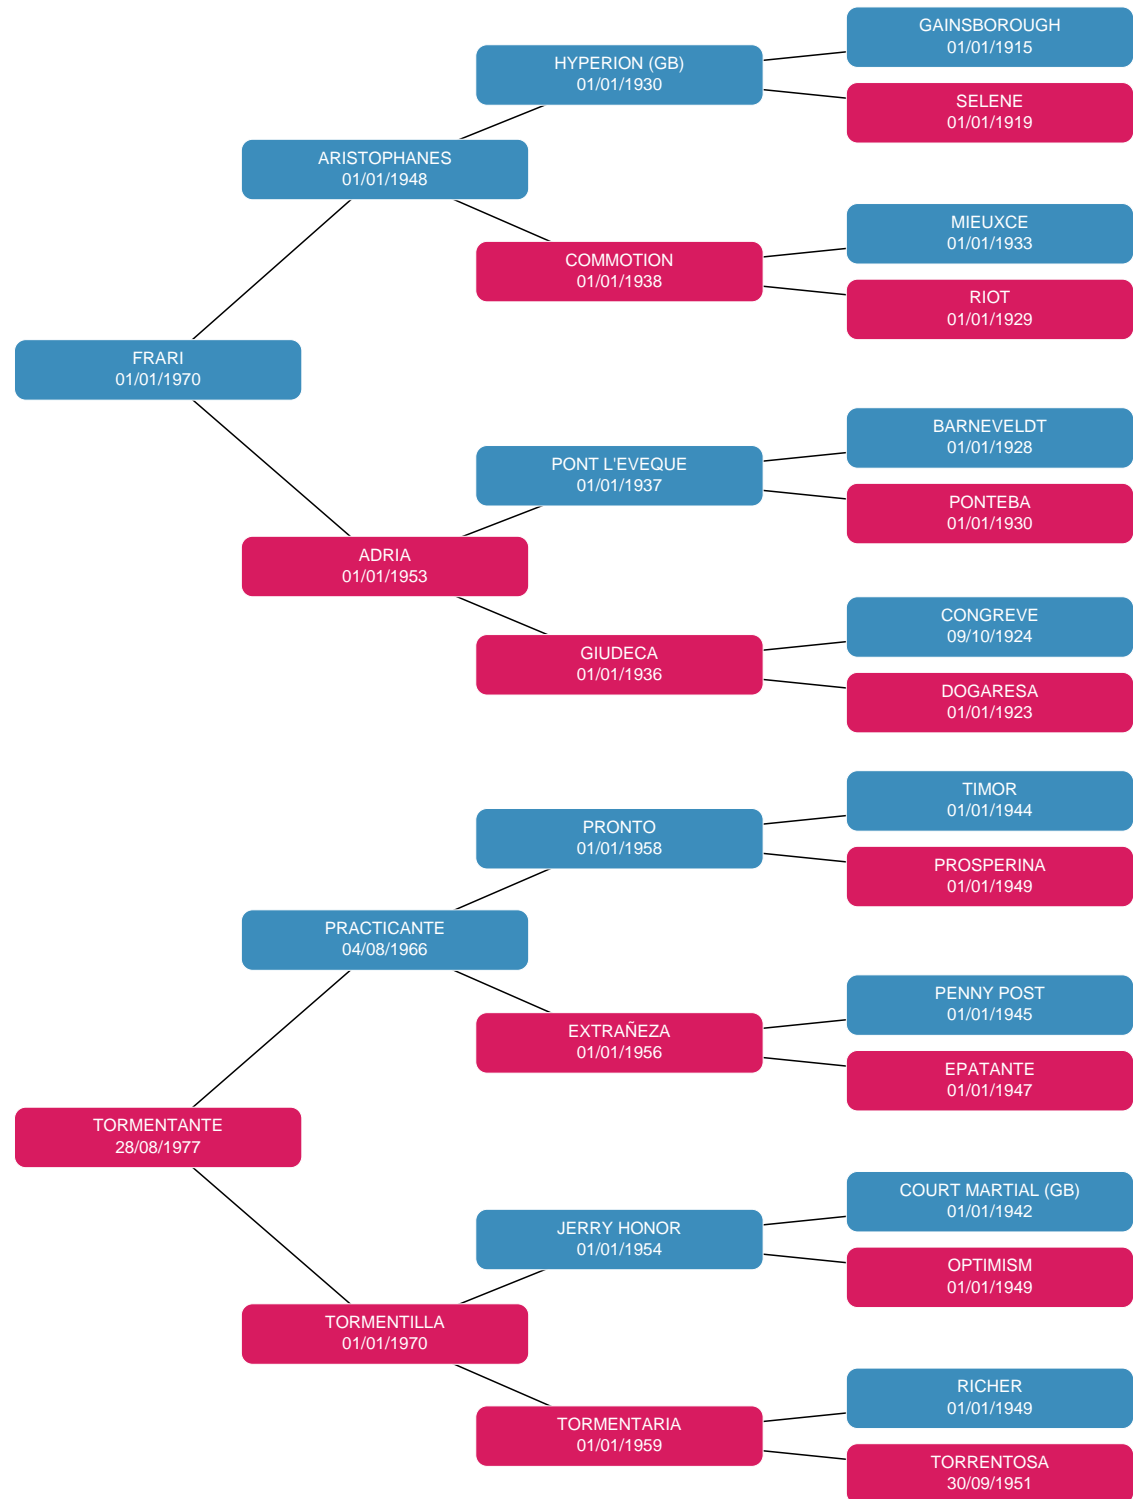 GAINSBOROUGH
01/01/1915
HYPERION (GB)
01/01/1930
SELENE
01/01/1919
ARISTOPHANES
01/01/1948
MIEUXCE
01/01/1933
COMMOTION
01/01/1938
RIOT
01/01/1929
FRARI
01/01/1970
BARNEVELDT
01/01/1928
PONT L'EVEQUE
01/01/1937
PONTEBA
01/01/1930
ADRIA
01/01/1953
CONGREVE
09/10/1924
GIUDECA
01/01/1936
DOGARESA
01/01/1923
TIMOR
01/01/1944
PRONTO
01/01/1958
PROSPERINA
01/01/1949
PRACTICANTE
04/08/1966
PENNY POST
01/01/1945
EXTRAÑEZA
01/01/1956
EPATANTE
01/01/1947
TORMENTANTE
28/08/1977
COURT MARTIAL (GB)
01/01/1942
JERRY HONOR
01/01/1954
OPTIMISM
01/01/1949
TORMENTILLA
01/01/1970
RICHER
01/01/1949
TORMENTARIA
01/01/1959
TORRENTOSA
30/09/1951